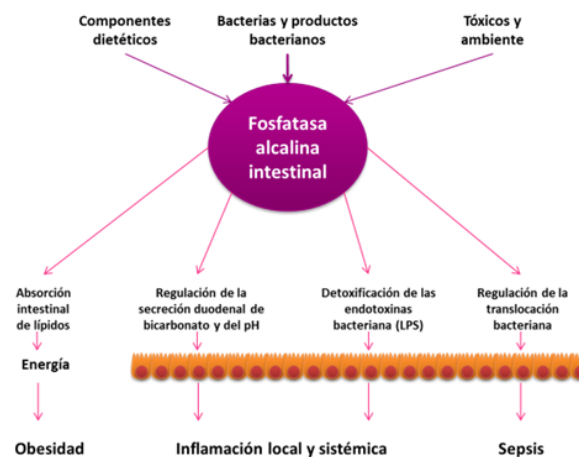 Componentes
dietéticos
Bacterias y productos
bacterianos
Tóxicos y
ambiente
Fosfatasa
alcalina
intestinal
Absorción
intestinal
de lípidos
Regulación de la
secreción duodenal de
bicarbonato y del pH
Detoxificación de las
endotoxinas
bacteriana (LPS)
Regulación de la
translocación
bacteriana
Energía
Obesidad
Inflamación local y sistémica
Sepsis